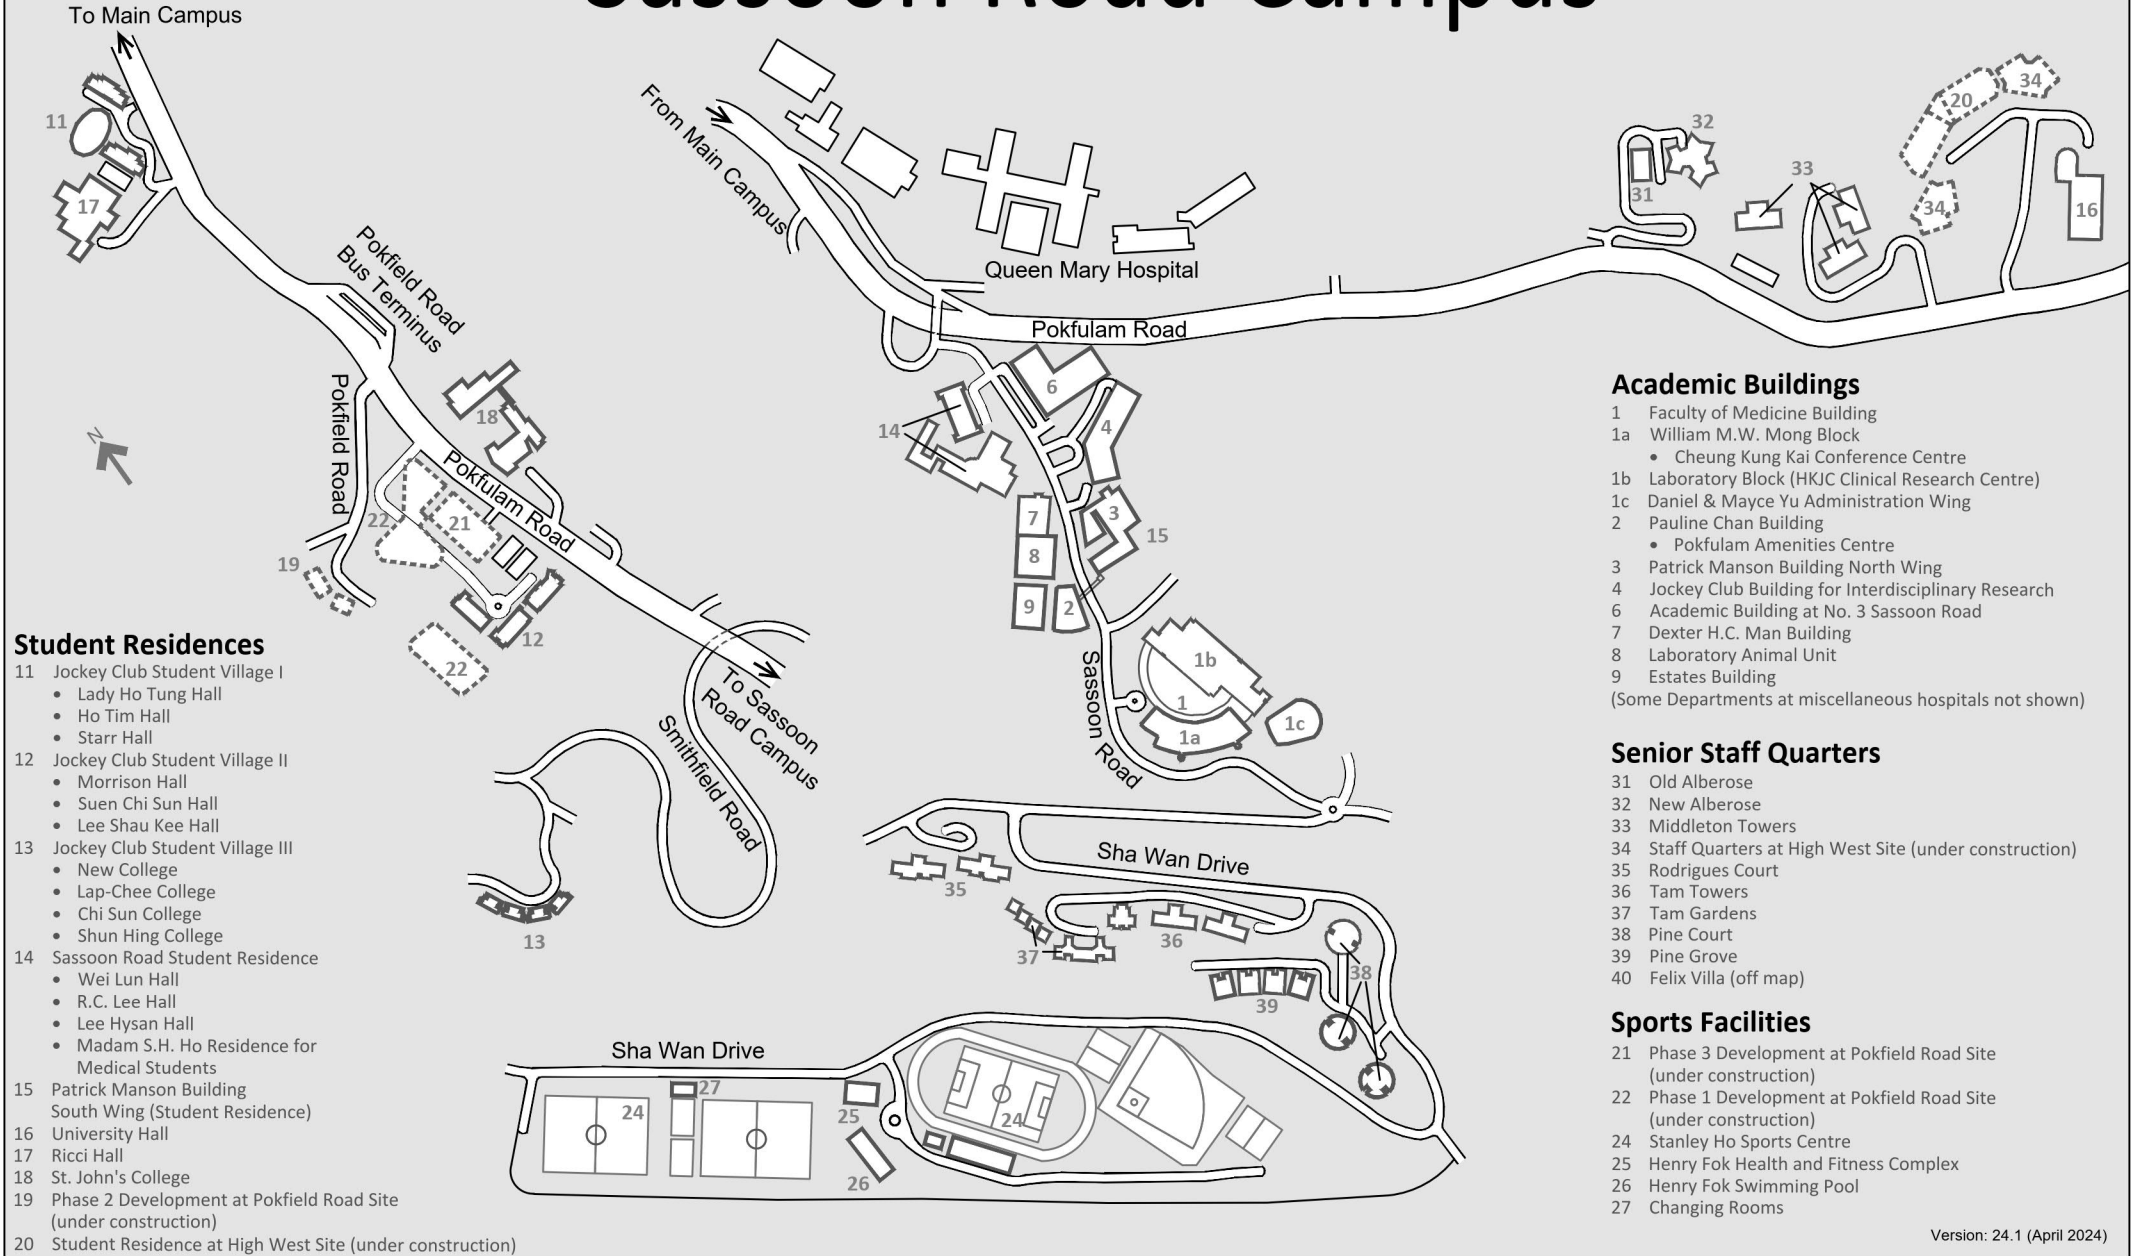 Sassoon Road Campus
To Main Campus
From Main Campus
11
17
Pokfield Road
Bus Terminus
Queen Mary Hospital
32
31
33
20
34
34
16
Pokfulam Road
Pokfield Road
18
N
Pokfulam Road
22
21
19
12
22
6
14
4
7
3
15
8
9
2
1b
1
1a
1c
Sassoon Road
To Sassoon
Road Campus
Smithfield Road
13
Sha Wan Drive
35
36
37
38
39
Sha Wan Drive
27
24
25
24
26
Student Residences
11 Jockey Club Student Village I
• Lady Ho Tung Hall
• Ho Tim Hall
• Starr Hall
12 Jockey Club Student Village II
• Morrison Hall
• Suen Chi Sun Hall
• Lee Shau Kee Hall
13 Jockey Club Student Village III
• New College
• Lap-Chee College
• Chi Sun College
• Shun Hing College
14 Sassoon Road Student Residence
• Wei Lun Hall
• R.C. Lee Hall
• Lee Hysan Hall
• Madam S.H. Ho Residence for
Medical Students
15 Patrick Manson Building
South Wing (Student Residence)
16 University Hall
17 Ricci Hall
18 St. John's College
19 Phase 2 Development at Pokfield Road Site
(under construction)
20 Student Residence at High West Site (under construction)
Academic Buildings
1 Faculty of Medicine Building
1a William M.W. Mong Block
• Cheung Kung Kai Conference Centre
1b Laboratory Block (HKJC Clinical Research Centre)
1c Daniel & Mayce Yu Administration Wing
2 Pauline Chan Building
• Pokfulam Amenities Centre
3 Patrick Manson Building North Wing
4 Jockey Club Building for Interdisciplinary Research
6 Academic Building at No. 3 Sassoon Road
7 Dexter H.C. Man Building
8 Laboratory Animal Unit
9 Estates Building
(Some Departments at miscellaneous hospitals not shown)
Senior Staff Quarters
31 Old Alberose
32 New Alberose
33 Middleton Towers
34 Staff Quarters at High West Site (under construction)
35 Rodrigues Court
36 Tam Towers
37 Tam Gardens
38 Pine Court
39 Pine Grove
40 Felix Villa (off map)
Sports Facilities
21 Phase 3 Development at Pokfield Road Site
(under construction)
22 Phase 1 Development at Pokfield Road Site
(under construction)
24 Stanley Ho Sports Centre
25 Henry Fok Health and Fitness Complex
26 Henry Fok Swimming Pool
27 Changing Rooms
Version: 24.1 (April 2024)